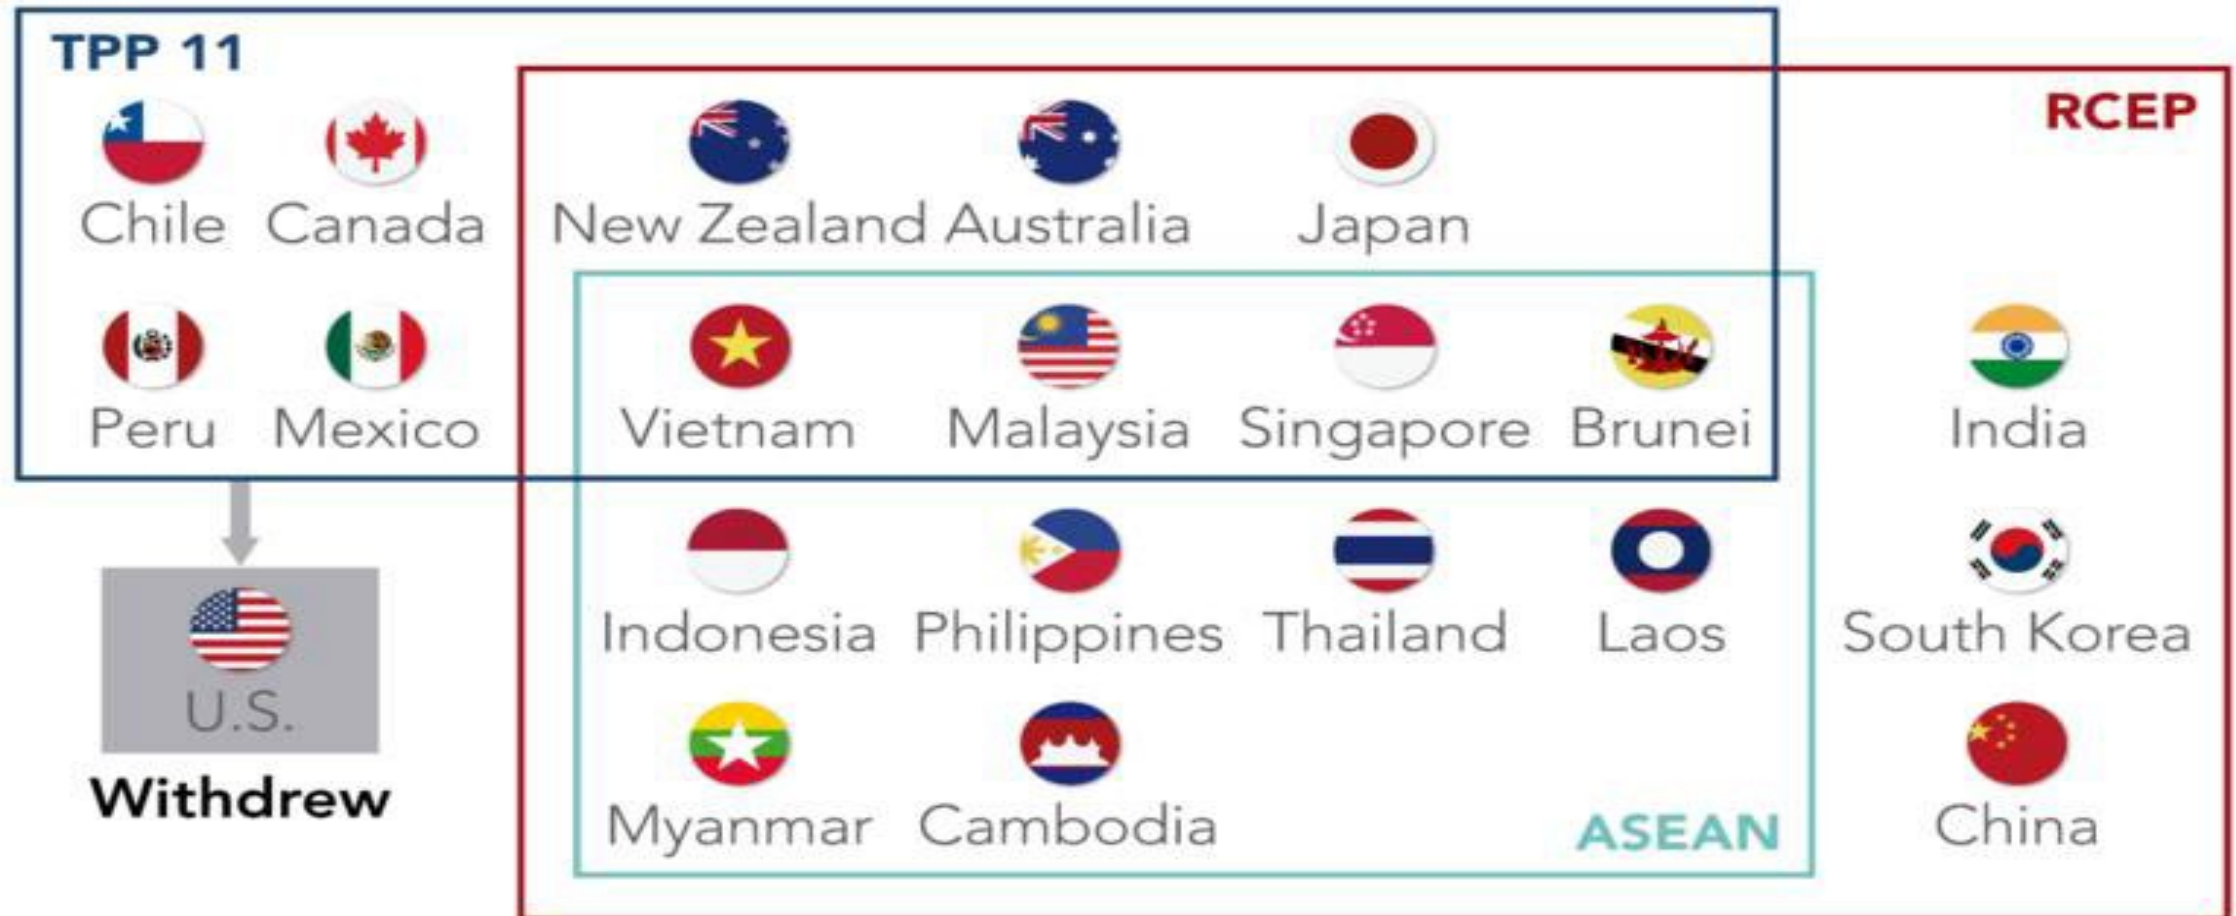 TPP 11
RCEP
Chile Canada New Zealand Australia Japan
Peru Mexico Vietnam Malaysia Singapore Brunei India
Indonesia Philippines Thailand Laos South Korea
U.S.
Withdrew
Myanmar Cambodia ASEAN China